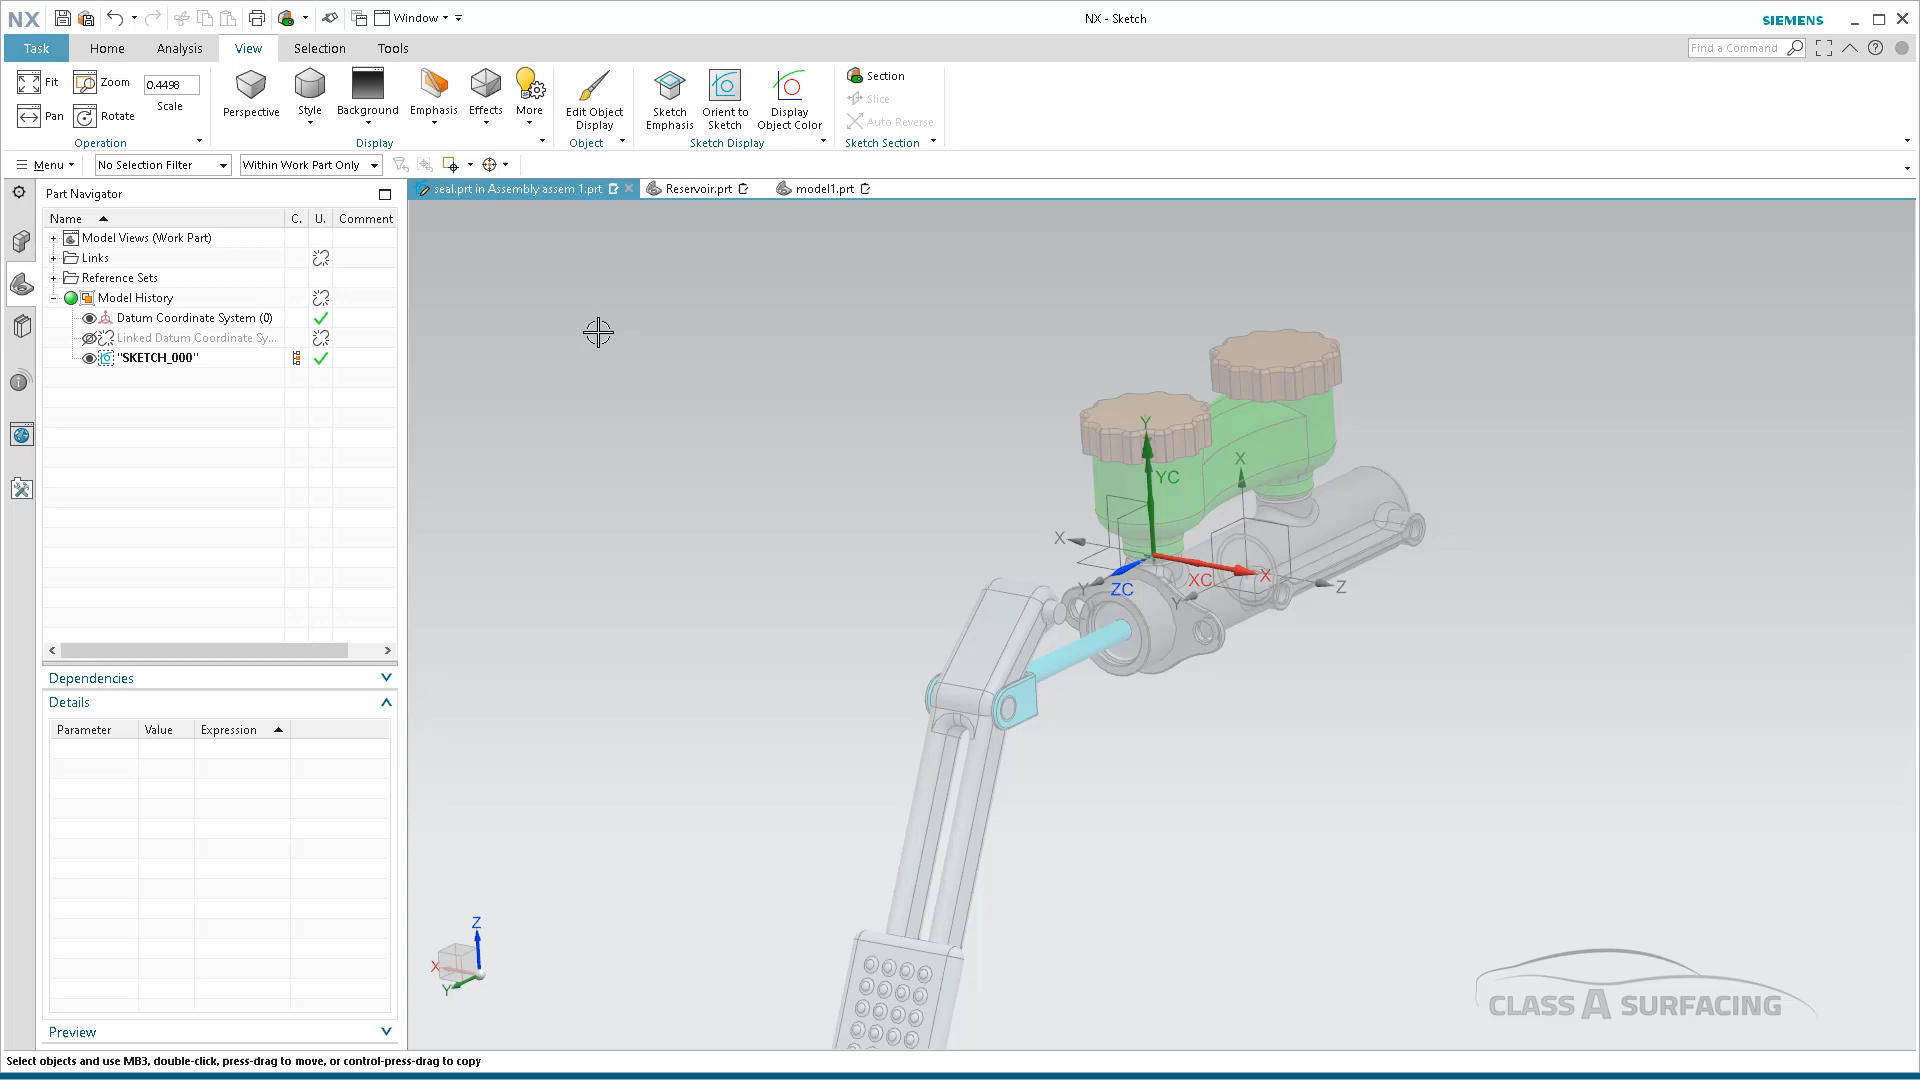 NX Window NX - Sketch SIEMENS
Task Home Analysis View Selection Tools Find a Command
Fit Zoom 0.4498
Scale
Pan Rotate
Operation
Perspective Style Background Emphasis Effects More
Display
Edit Object
Display
Object
Sketch
Emphasis
Orient to
Sketch
Display
Object Color
Sketch Display
Section
Slice
Auto Reverse
Sketch Section
Menu No Selection Filter Within Work Part Only
Part Navigator
seal.prt in Assembly assem 1.prt Reservoir.prt model1.prt
Name C. U. Comment
Model Views (Work Part)
Links
Reference Sets
Model History
Datum Coordinate System (0)
Linked Datum Coordinate Sy...
"SKETCH_000"
Dependencies
Details
Parameter Value Expression
Preview
Y
YC
X
X
XC
X
Y
ZC
Y
Z
Z
X
Y
CLASS A SURFACING
Select objects and use MB3, double-click, press-drag to move, or control-press-drag to copy